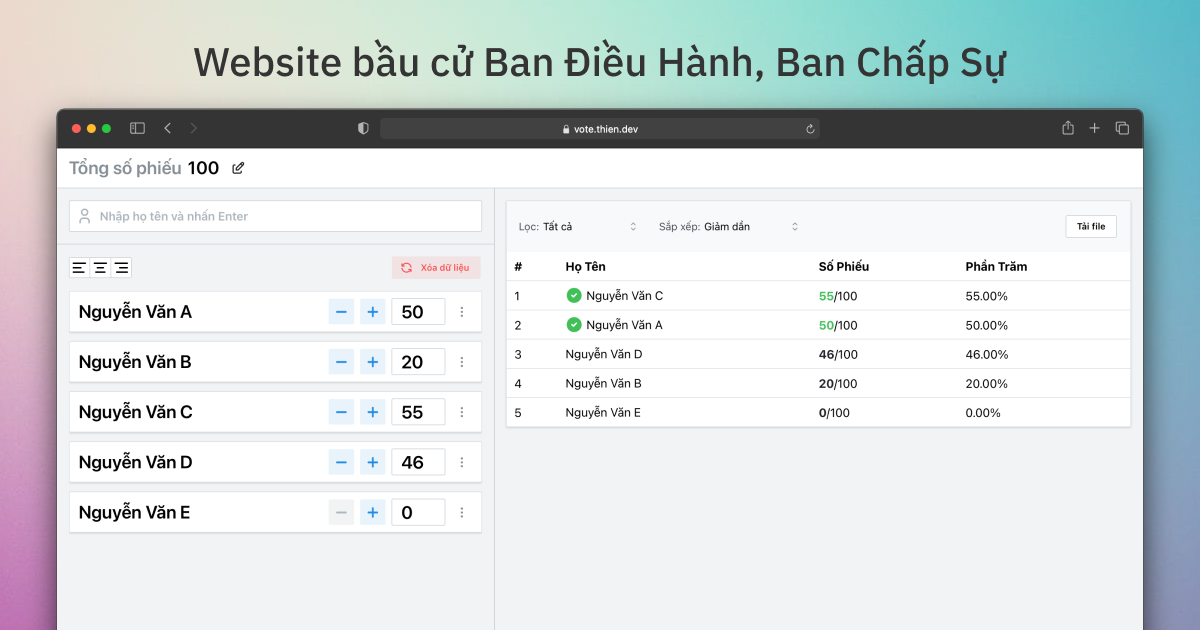 Website bầu cử Ban Điều Hành, Ban Chấp Sự
vote.thien.dev
Tổng số phiếu 100
Nhập họ tên và nhấn Enter
Xóa dữ liệu
Nguyễn Văn A 50
Nguyễn Văn B 20
Nguyễn Văn C 55
Nguyễn Văn D 46
Nguyễn Văn E 0
Lọc: Tất cả Sắp xếp: Giảm dần Tải file
# Họ Tên Số Phiếu Phần Trăm
1 Nguyễn Văn C 55/100 55.00%
2 Nguyễn Văn A 50/100 50.00%
3 Nguyễn Văn D 46/100 46.00%
4 Nguyễn Văn B 20/100 20.00%
5 Nguyễn Văn E 0/100 0.00%